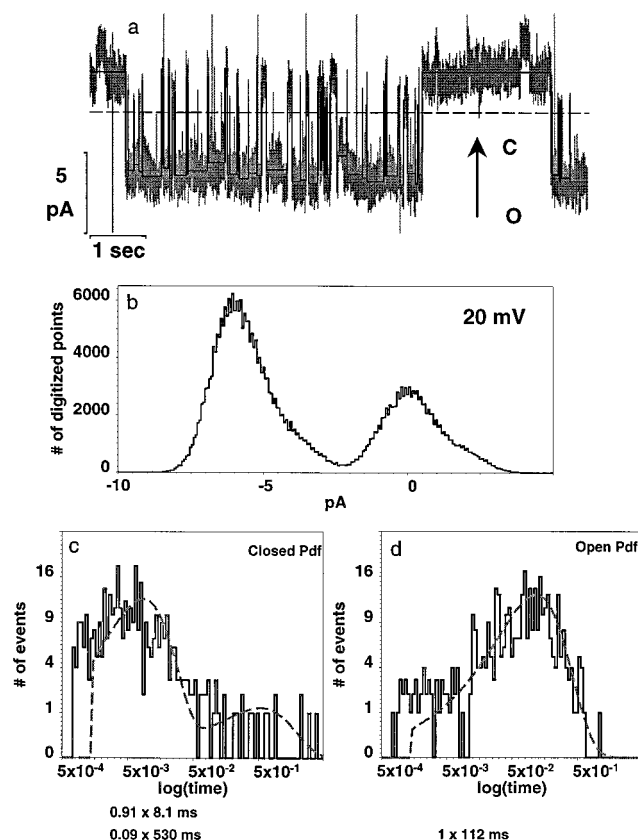 a
C
O
5
pA
1 sec
b
20 mV
# of digitized points
6000
4000
2000
0
-10
-5
0
pA
c
Closed Pdf
# of events
16
9
4
1
0
5x10⁻⁴
5x10⁻³
5x10⁻²
5x10⁻¹
log(time)
0.91 x 8.1 ms
0.09 x 530 ms
d
Open Pdf
# of events
16
9
4
1
0
5x10⁻⁴
5x10⁻³
5x10⁻²
5x10⁻¹
log(time)
1 x 112 ms